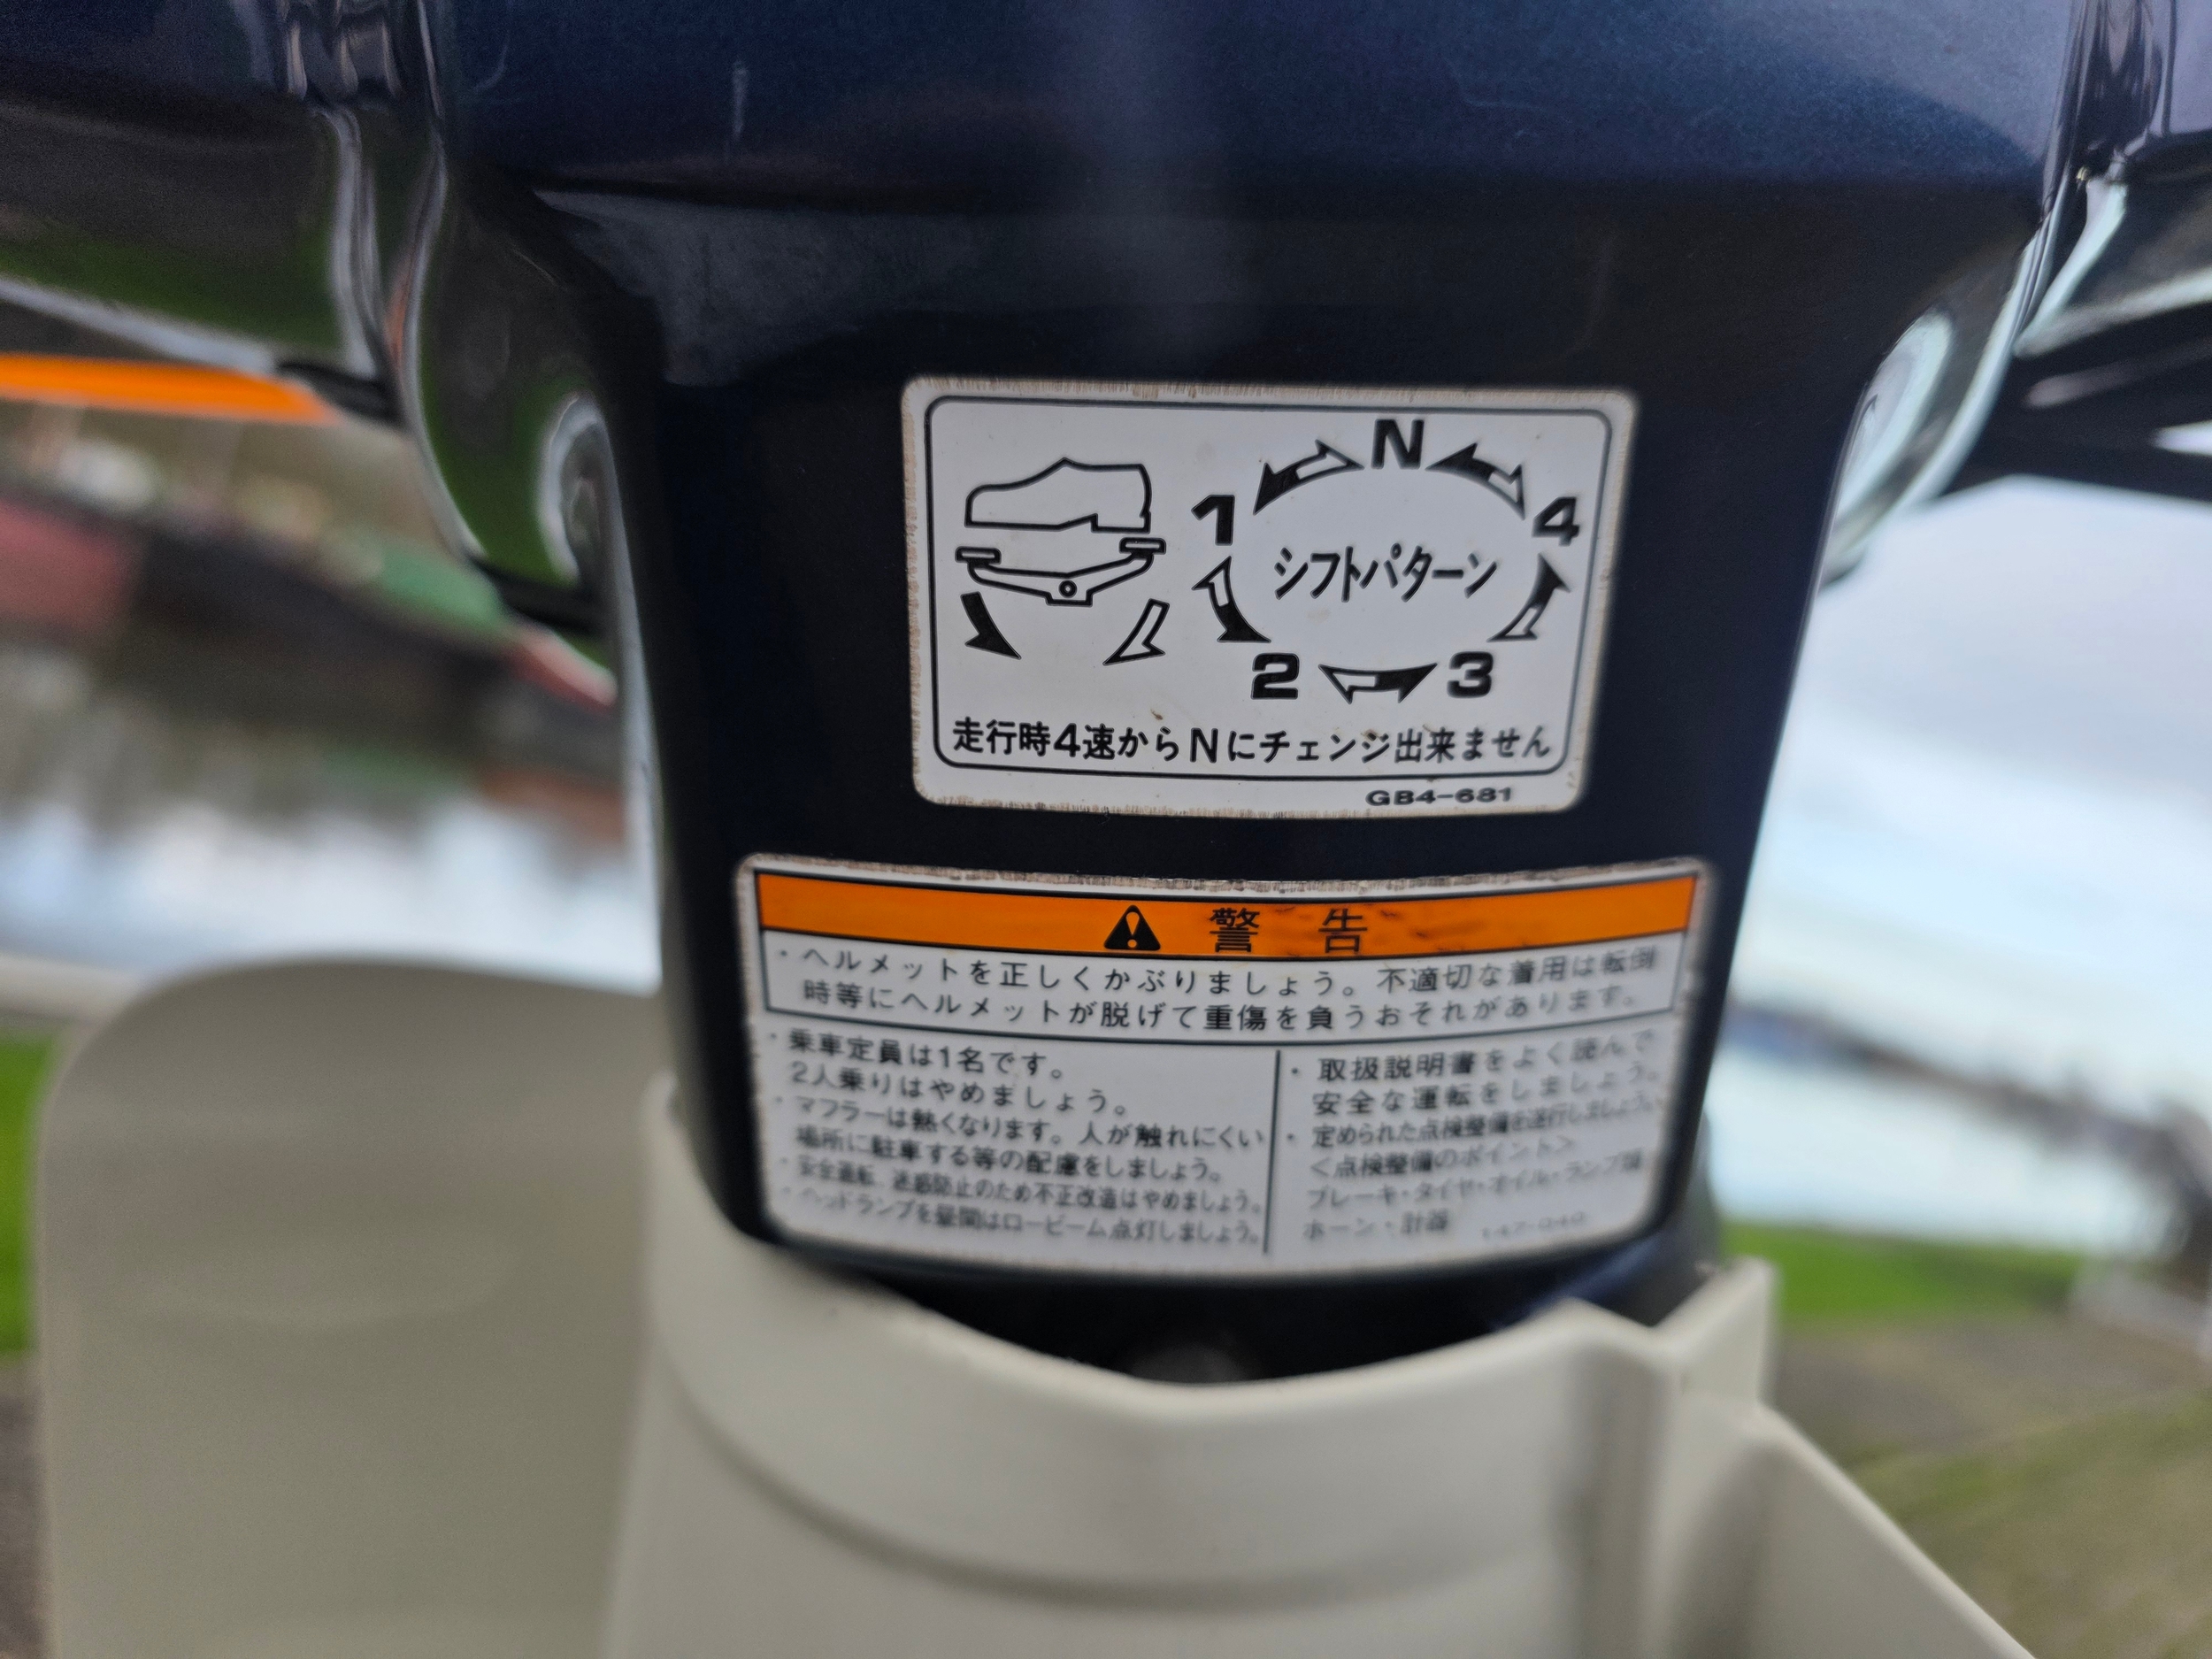 N
1 4
シフトパターン
2 3
走行時4速からNにチェンジ出来ません
GB4-681
警告
・ヘルメットを正しくかぶりましょう。不適切な着用は転倒
時等にヘルメットが脱げて重傷を負うおそれがあります。
・乗車定員は1名です。
2人乗りはやめましょう。
・マフラーは熱くなります。人が触れにくい
場所に駐車する等の配慮をしましょう。
・安全運転、迷惑防止のため不正改造はやめましょう。
・ヘッドランプを昼間はロービーム点灯しましょう。
・取扱説明書をよく読んで
安全な運転をしましょう。
・定められた点検整備を遂行しましょう。
＜点検整備のポイント＞
ブレーキ・タイヤ・オイル・ランプ類
ホーン・計器